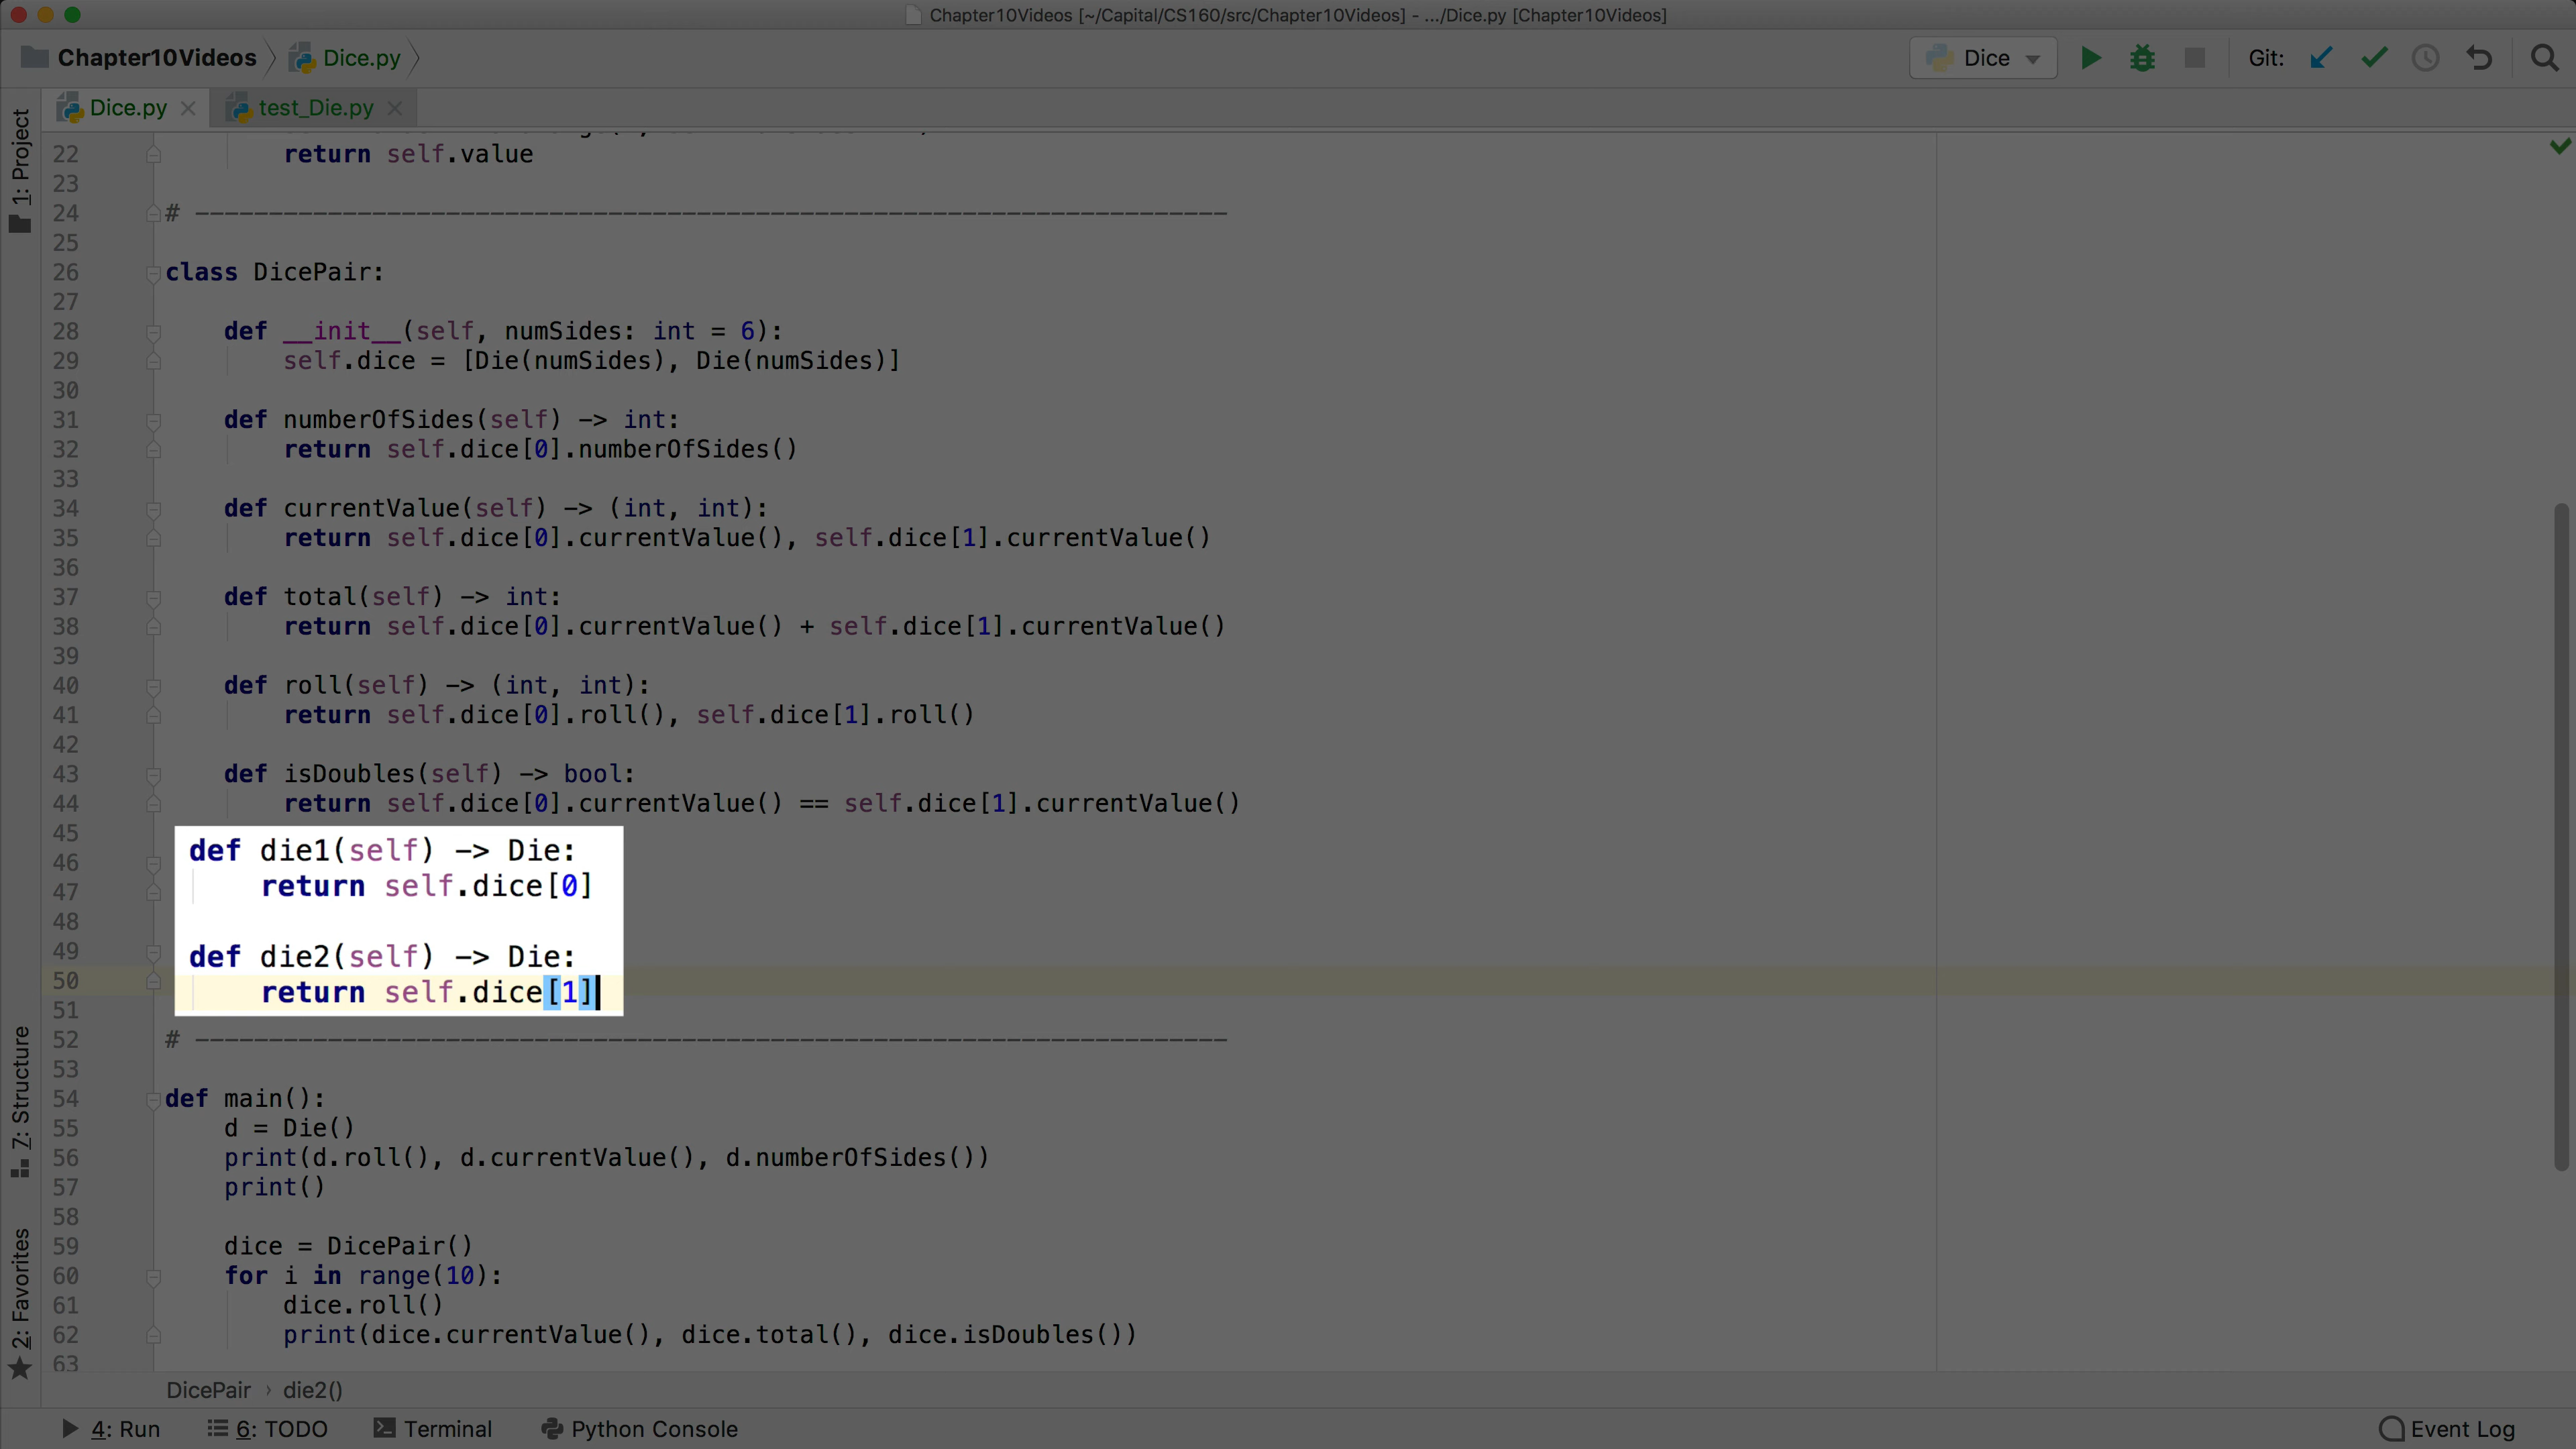 Chapter10Videos [~/Capital/CS160/src/Chapter10Videos] - .../Dice.py [Chapter10Videos]
Chapter10Videos Dice.py Dice Git:
Dice.py test_Die.py
1: Project
7: Structure
2: Favorites
22 return self.value
23
24 # ----------------------------------------------------------------------
25
26 class DicePair:
27
28 def __init__(self, numSides: int = 6):
29 self.dice = [Die(numSides), Die(numSides)]
30
31 def numberOfSides(self) -> int:
32 return self.dice[0].numberOfSides()
33
34 def currentValue(self) -> (int, int):
35 return self.dice[0].currentValue(), self.dice[1].currentValue()
36
37 def total(self) -> int:
38 return self.dice[0].currentValue() + self.dice[1].currentValue()
39
40 def roll(self) -> (int, int):
41 return self.dice[0].roll(), self.dice[1].roll()
42
43 def isDoubles(self) -> bool:
44 return self.dice[0].currentValue() == self.dice[1].currentValue()
45
46 def die1(self) -> Die:
47 return self.dice[0]
48
49 def die2(self) -> Die:
50 return self.dice[1]
51
52 # ----------------------------------------------------------------------
53
54 def main():
55 d = Die()
56 print(d.roll(), d.currentValue(), d.numberOfSides())
57 print()
58
59 dice = DicePair()
60 for i in range(10):
61 dice.roll()
62 print(dice.currentValue(), dice.total(), dice.isDoubles())
63
DicePair › die2()
4: Run 6: TODO Terminal Python Console Event Log